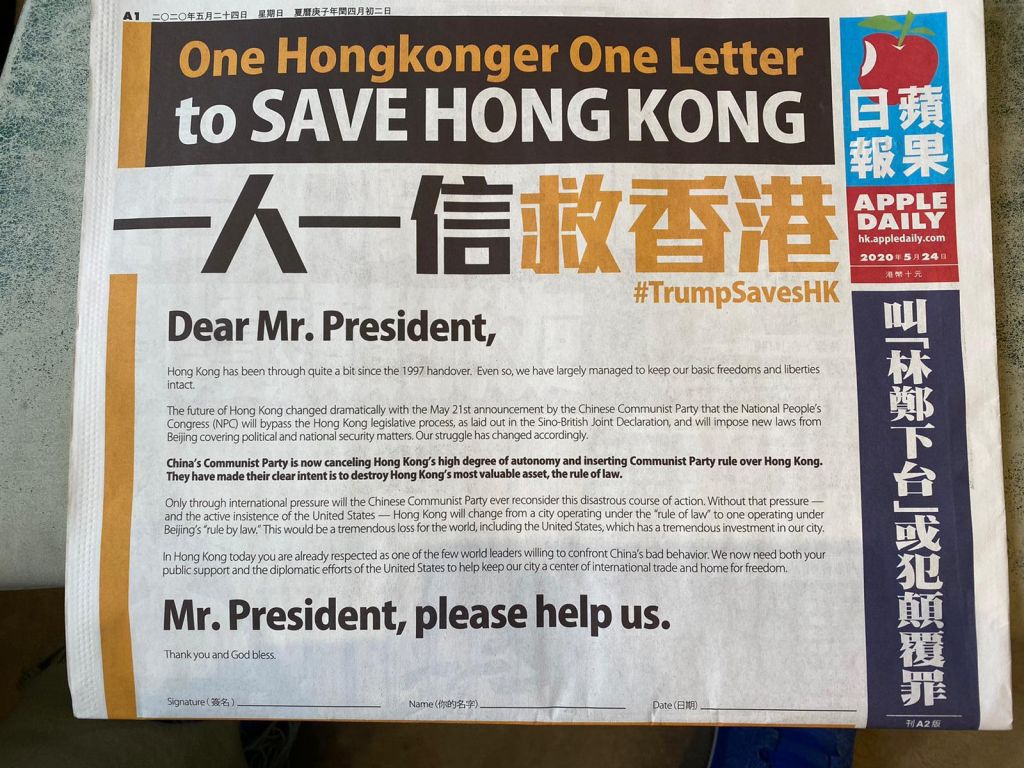 A1 二〇二〇年五月二十四日 星期日 夏曆庚子年閏四月初二日
One Hongkonger One Letter
to SAVE HONG KONG
一人一信救香港
#TrumpSavesHK
Dear Mr. President,
Hong Kong has been through quite a bit since the 1997 handover. Even so, we have largely managed to keep our basic freedoms and liberties
intact.
The future of Hong Kong changed dramatically with the May 21st announcement by the Chinese Communist Party that the National People's
Congress (NPC) will bypass the Hong Kong legislative process, as laid out in the Sino-British Joint Declaration, and will impose new laws from
Beijing covering political and national security matters. Our struggle has changed accordingly.
China's Communist Party is now canceling Hong Kong's high degree of autonomy and inserting Communist Party rule over Hong Kong.
They have made their clear intent is to destroy Hong Kong's most valuable asset, the rule of law.
Only through international pressure will the Chinese Communist Party ever reconsider this disastrous course of action. Without that pressure —
and the active insistence of the United States — Hong Kong will change from a city operating under the "rule of law" to one operating under
Beijing's "rule by law." This would be a tremendous loss for the world, including the United States, which has a tremendous investment in our city.
In Hong Kong today you are already respected as one of the few world leaders willing to confront China's bad behavior. We now need both your
public support and the diplomatic efforts of the United States to help keep our city a center of international trade and home for freedom.
Mr. President, please help us.
Thank you and God bless.
Signature (簽名) Name (你的名字) Date (日期)
蘋果
日報
APPLE
DAILY
hk.appledaily.com
2020年5月24日
港幣十元
叫「林鄭下台」或犯顛覆罪
刊A2版